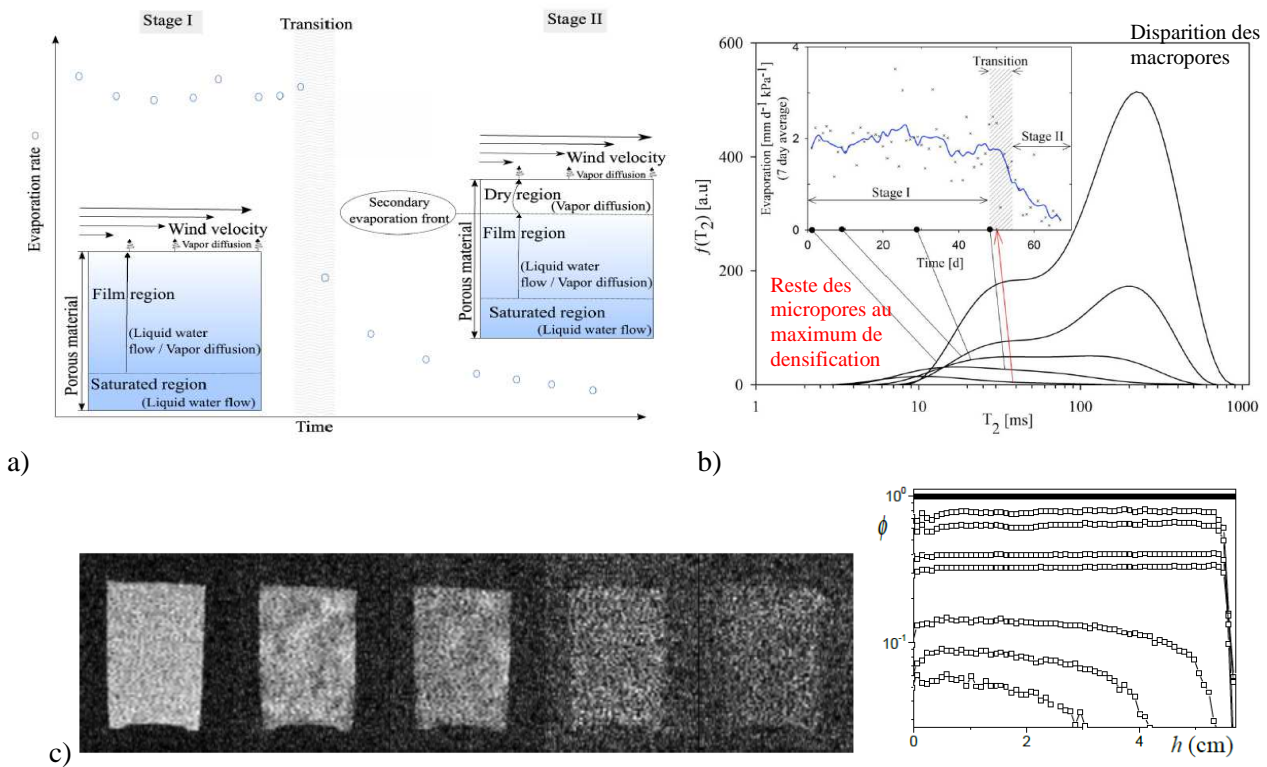 Stage I
Transition
Stage II
Evaporation rate
Wind velocity
Vapor diffusion
Porous material
Film region
(Liquid water
flow / Vapor diffusion)
Saturated region
(Liquid water flow)
Secondary
evaporation front
Wind velocity
Vapor diffusion
Porous material
Dry region
(Vapor diffusion)
Film region
(Liquid water
flow / Vapor diffusion)
Saturated region
(Liquid water flow)
Time
a)
Disparition des
macropores
600
400
200
0
f(T2) [a.u]
4
2
0
Evaporation [mm d-1 kPa-1]
(7 day average)
Transition
Stage II
Stage I
0
20
40
60
Time [d]
Reste des
micropores au
maximum de
densification
1
10
100
1000
T2 [ms]
b)
c)
10^0
ϕ
10^-1
0
2
4
h (cm)